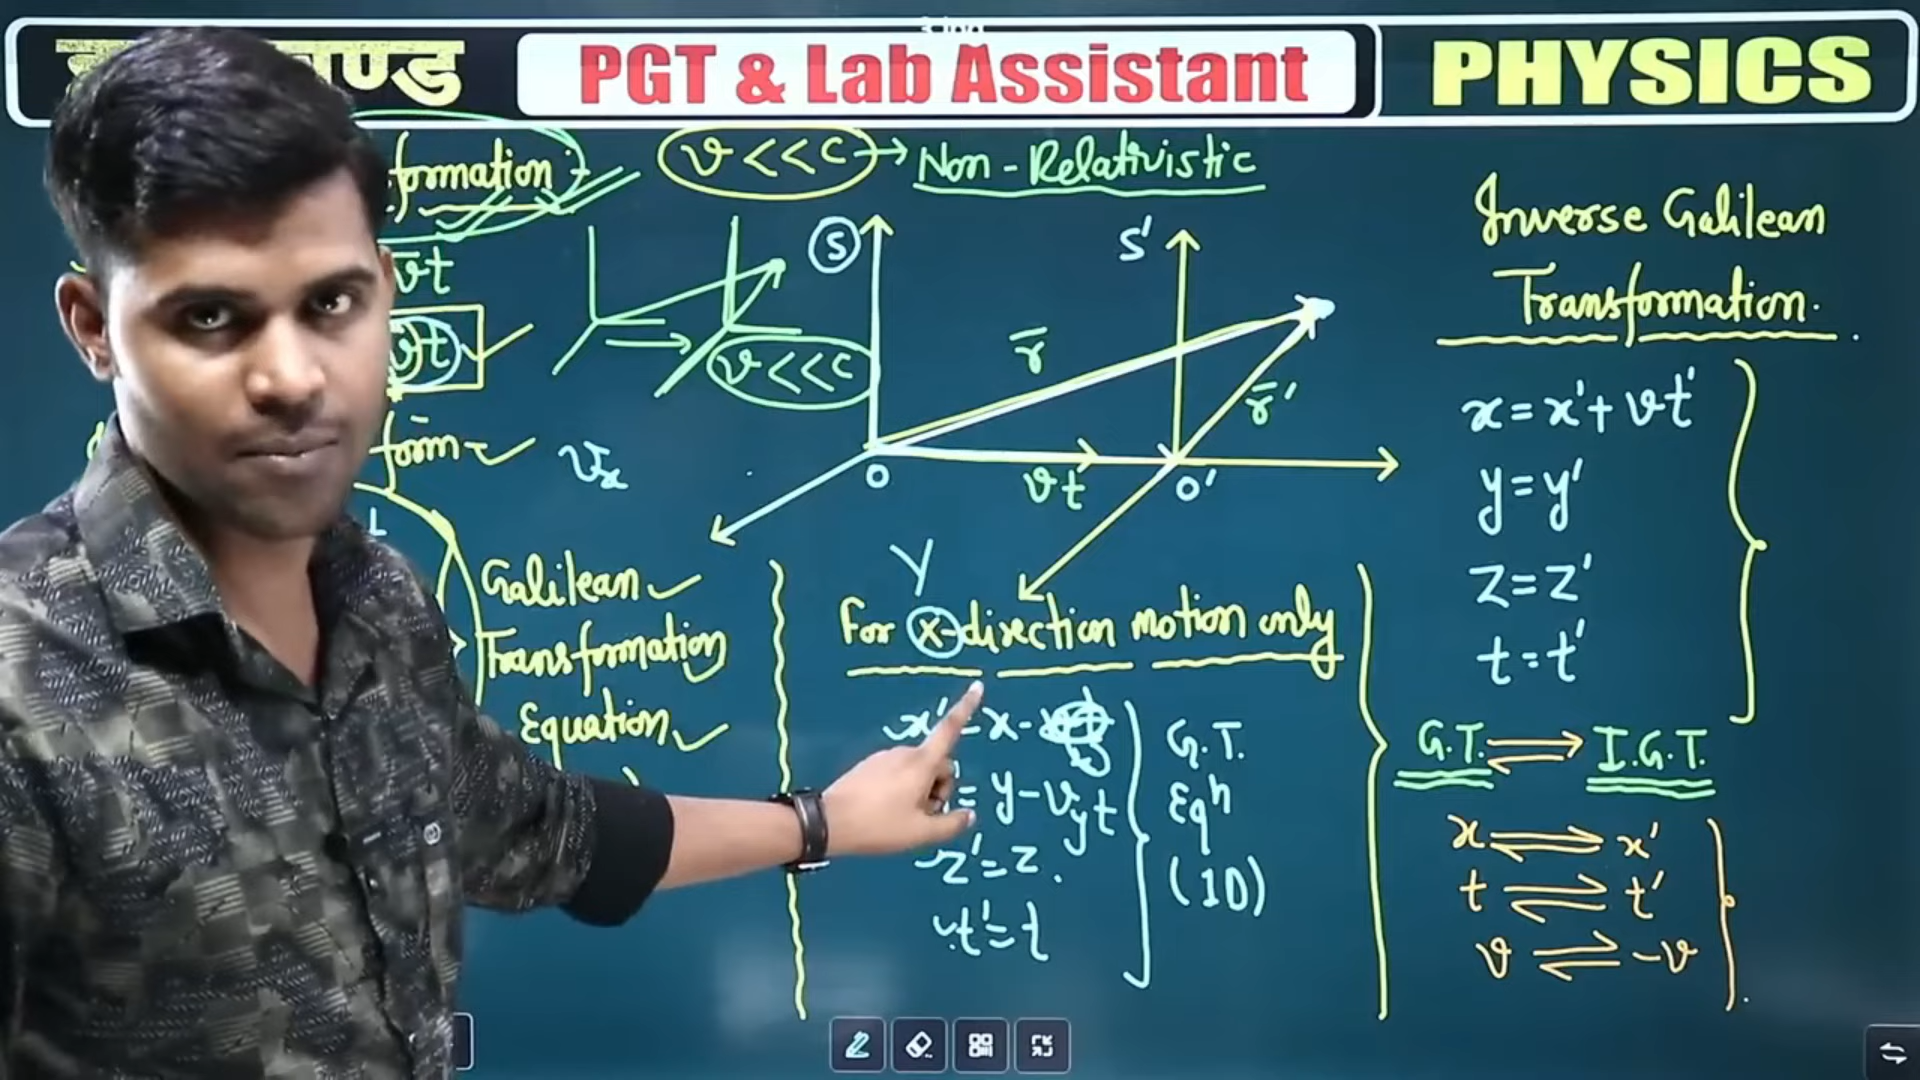 PGT & Lab Assistant
PHYSICS
formation :-
v << c → Non-Relativistic
v̄t
vt
form
vₓ
v << c
S
S'
r̄
r̄'
O
vt
O'
Galilean
Transformation
Equation
Y
For X-direction motion only
x' = x -
= y - v_y t
z' = z.
t' = t
G.T.
Eqⁿ
(1D)
Inverse Galilean
Transformation.
x = x' + vt'
y = y'
z = z'
t = t'
G.T. ⇌ I.G.T.
x ⇌ x'
t ⇌ t'
v ⇌ -v